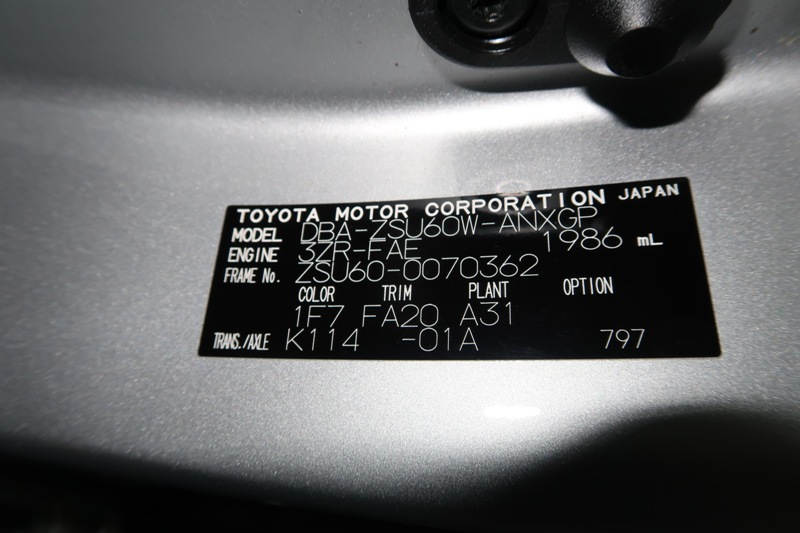 TOYOTA MOTOR CORPORATION JAPAN
MODEL DBA-ZSU60W-ANXGP
ENGINE 3ZR-FAE 1986 mL
FRAME No. ZSU60-0070362
COLOR TRIM PLANT OPTION
1F7 FA20 A31
TRANS./AXLE K114 -01A 797